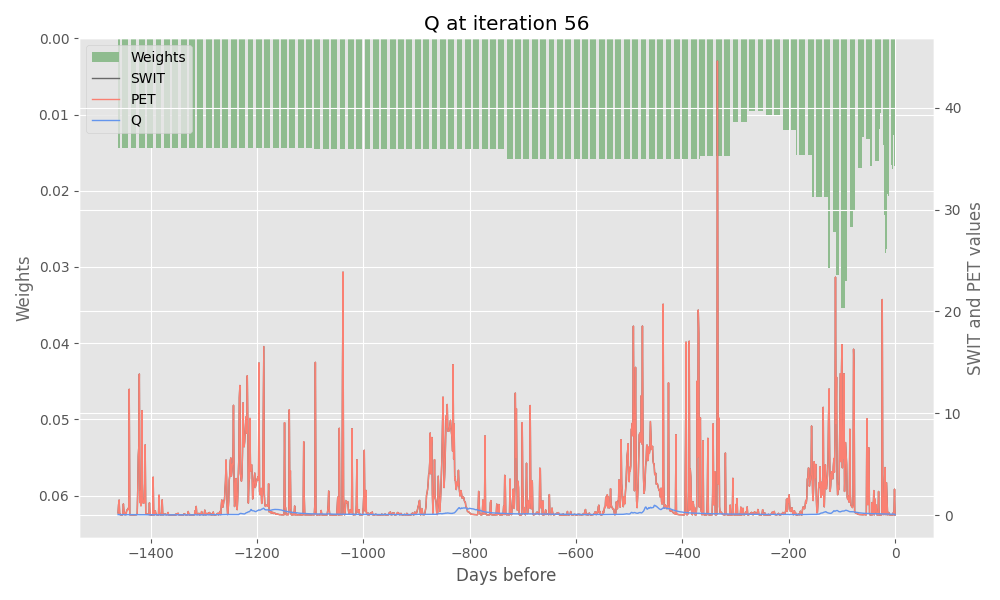 Q at iteration 56
Weights
SWIT
PET
Q
0.00
0.01
0.02
0.03
0.04
0.05
0.06
Weights
40
30
20
10
0
SWIT and PET values
−1400
−1200
−1000
−800
−600
−400
−200
0
Days before